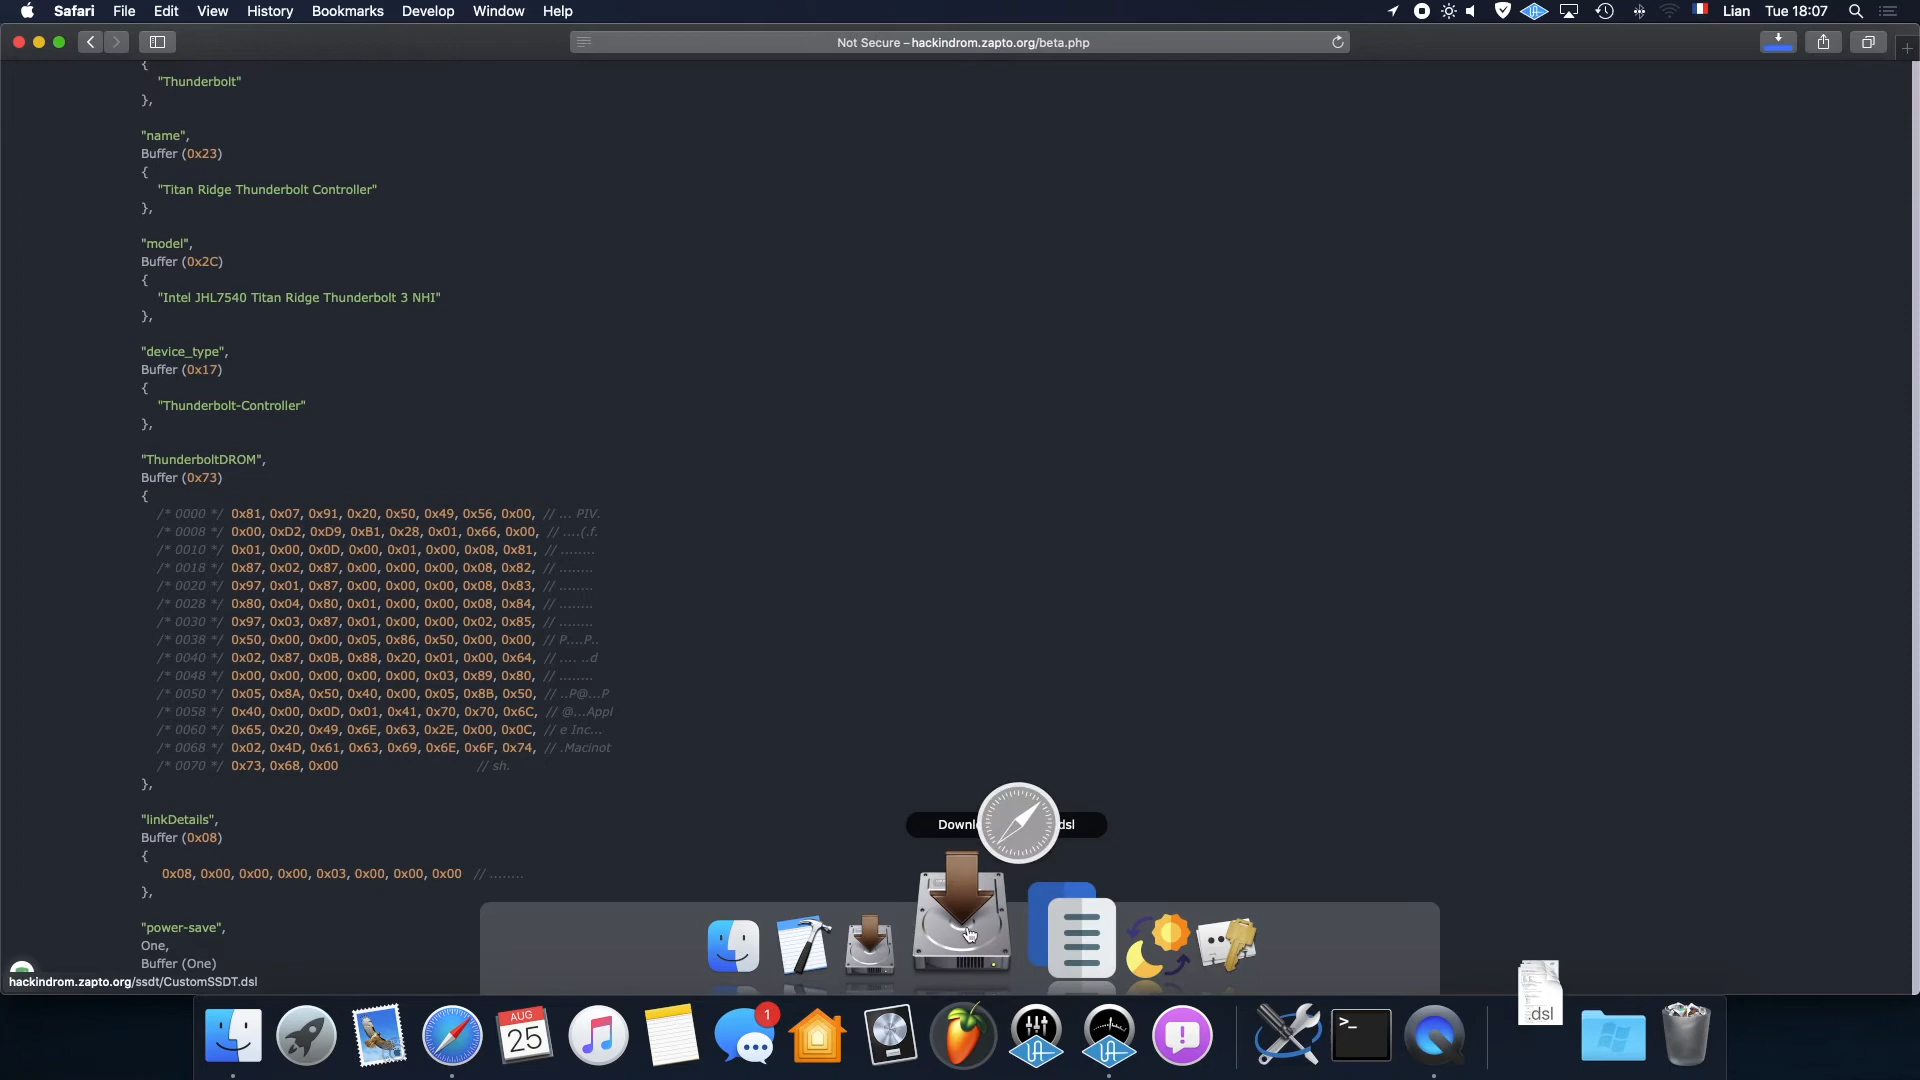 Safari File Edit View History Bookmarks Develop Window Help
Lian Tue 18:07
Not Secure – hackindrom.zapto.org/beta.php
{
"Thunderbolt"
},
"name",
Buffer (0x23)
{
"Titan Ridge Thunderbolt Controller"
},
"model",
Buffer (0x2C)
{
"Intel JHL7540 Titan Ridge Thunderbolt 3 NHI"
},
"device_type",
Buffer (0x17)
{
"Thunderbolt-Controller"
},
"ThunderboltDROM",
Buffer (0x73)
{
/* 0000 */ 0x81, 0x07, 0x91, 0x20, 0x50, 0x49, 0x56, 0x00, // ... PIV.
/* 0008 */ 0x00, 0xD2, 0xD9, 0xB1, 0x28, 0x01, 0x66, 0x00, // ....(.f.
/* 0010 */ 0x01, 0x00, 0x0D, 0x00, 0x01, 0x00, 0x08, 0x81, // ........
/* 0018 */ 0x87, 0x02, 0x87, 0x00, 0x00, 0x00, 0x08, 0x82, // ........
/* 0020 */ 0x97, 0x01, 0x87, 0x00, 0x00, 0x00, 0x08, 0x83, // ........
/* 0028 */ 0x80, 0x04, 0x80, 0x01, 0x00, 0x00, 0x08, 0x84, // ........
/* 0030 */ 0x97, 0x03, 0x87, 0x01, 0x00, 0x00, 0x02, 0x85, // ........
/* 0038 */ 0x50, 0x00, 0x00, 0x05, 0x86, 0x50, 0x00, 0x00, // P....P..
/* 0040 */ 0x02, 0x87, 0x0B, 0x88, 0x20, 0x01, 0x00, 0x64, // .... ..d
/* 0048 */ 0x00, 0x00, 0x00, 0x00, 0x00, 0x03, 0x89, 0x80, // ........
/* 0050 */ 0x05, 0x8A, 0x50, 0x40, 0x00, 0x05, 0x8B, 0x50, // ..P@...P
/* 0058 */ 0x40, 0x00, 0x0D, 0x01, 0x41, 0x70, 0x70, 0x6C, // @...Appl
/* 0060 */ 0x65, 0x20, 0x49, 0x6E, 0x63, 0x2E, 0x00, 0x0C, // e Inc...
/* 0068 */ 0x02, 0x4D, 0x61, 0x63, 0x69, 0x6E, 0x6F, 0x74, // .Macinot
/* 0070 */ 0x73, 0x68, 0x00 // sh.
},
"linkDetails",
Buffer (0x08)
{
0x08, 0x00, 0x00, 0x00, 0x03, 0x00, 0x00, 0x00 // ........
},
"power-save",
One,
Buffer (One)
hackindrom.zapto.org/ssdt/CustomSSDT.dsl
dsl
AUG
25
1
>_
.dsl